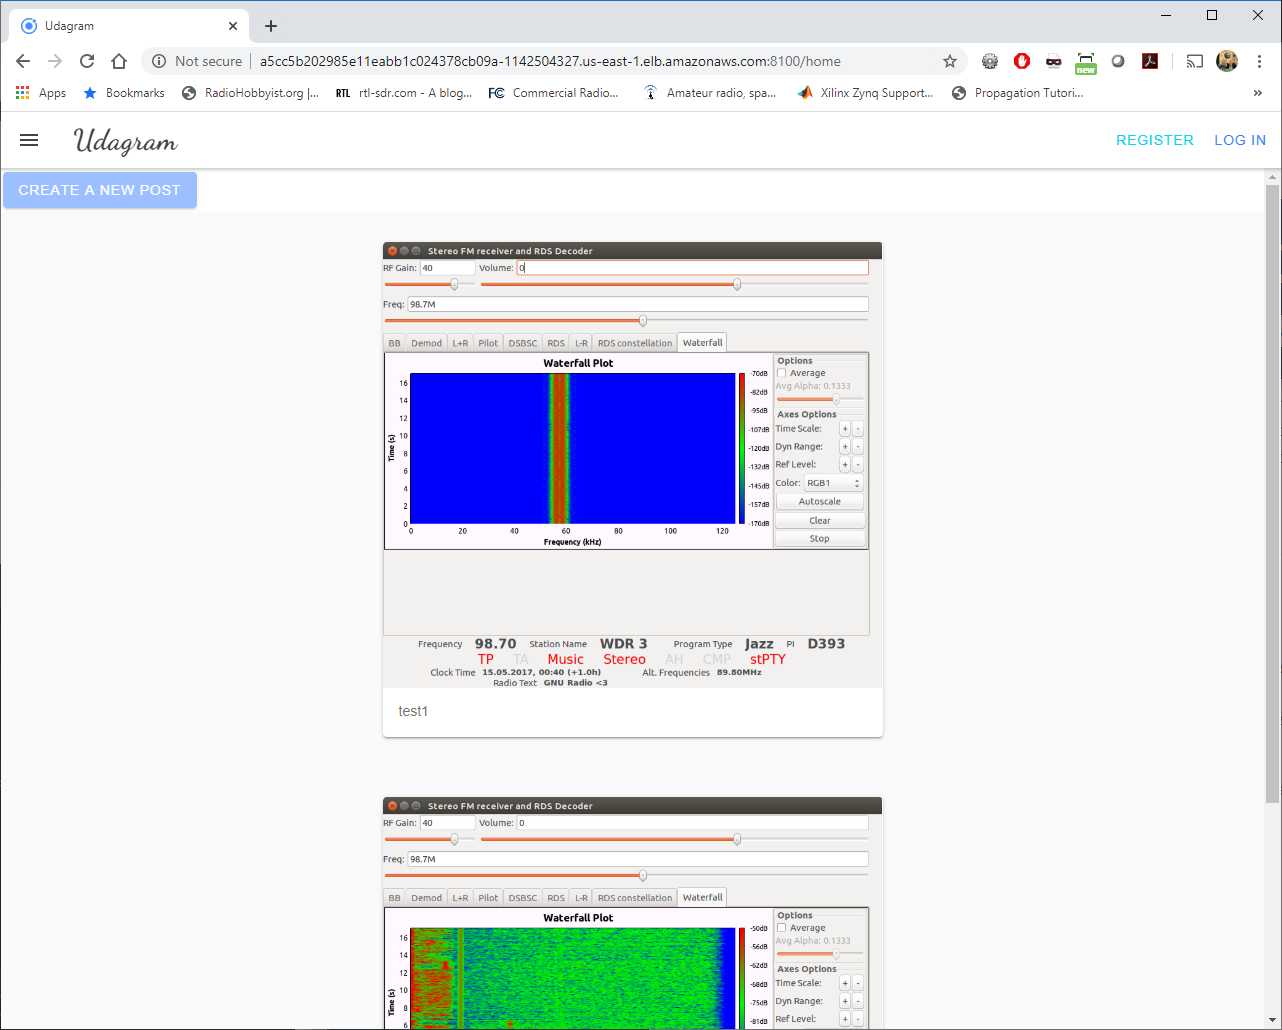 Udagram
Not secure | a5cc5b202985e11eabb1c024378cb09a-1142504327.us-east-1.elb.amazonaws.com:8100/home
new
Apps Bookmarks RadioHobbyist.org |... RTL rtl-sdr.com - A blog... FC Commercial Radio... Amateur radio, spa... Xilinx Zynq Support... Propagation Tutori... »
Udagram REGISTER LOG IN
CREATE A NEW POST
Stereo FM receiver and RDS Decoder
RF Gain: 40 Volume: 0
Freq: 98.7M
BB Demod L+R Pilot DSBSC RDS L-R RDS constellation Waterfall
Waterfall Plot
Time (s)
16
14
12
10
8
6
4
2
0
0 20 40 60 80 100 120
Frequency (kHz)
-70dB
-82dB
-95dB
-107dB
-120dB
-132dB
-145dB
-157dB
-170dB
Options
Average
Avg Alpha: 0.1333
Axes Options
Time Scale: + -
Dyn Range: + -
Ref Level: + -
Color: RGB1
Autoscale
Clear
Stop
Frequency 98.70 Station Name WDR 3 Program Type Jazz PI D393
TP TA Music Stereo AH CMP stPTY
Clock Time 15.05.2017, 00:40 (+1.0h) Alt. Frequencies 89.80MHz
Radio Text GNU Radio <3
test1
Stereo FM receiver and RDS Decoder
RF Gain: 40 Volume: 0
Freq: 98.7M
BB Demod L+R Pilot DSBSC RDS L-R RDS constellation Waterfall
Waterfall Plot
Time (s)
16
14
12
10
8
6
-50dB
-56dB
-62dB
-68dB
-75dB
-81dB
Options
Average
Avg Alpha: 0.1333
Axes Options
Time Scale: + -
Dyn Range: + -
Ref Level: + -